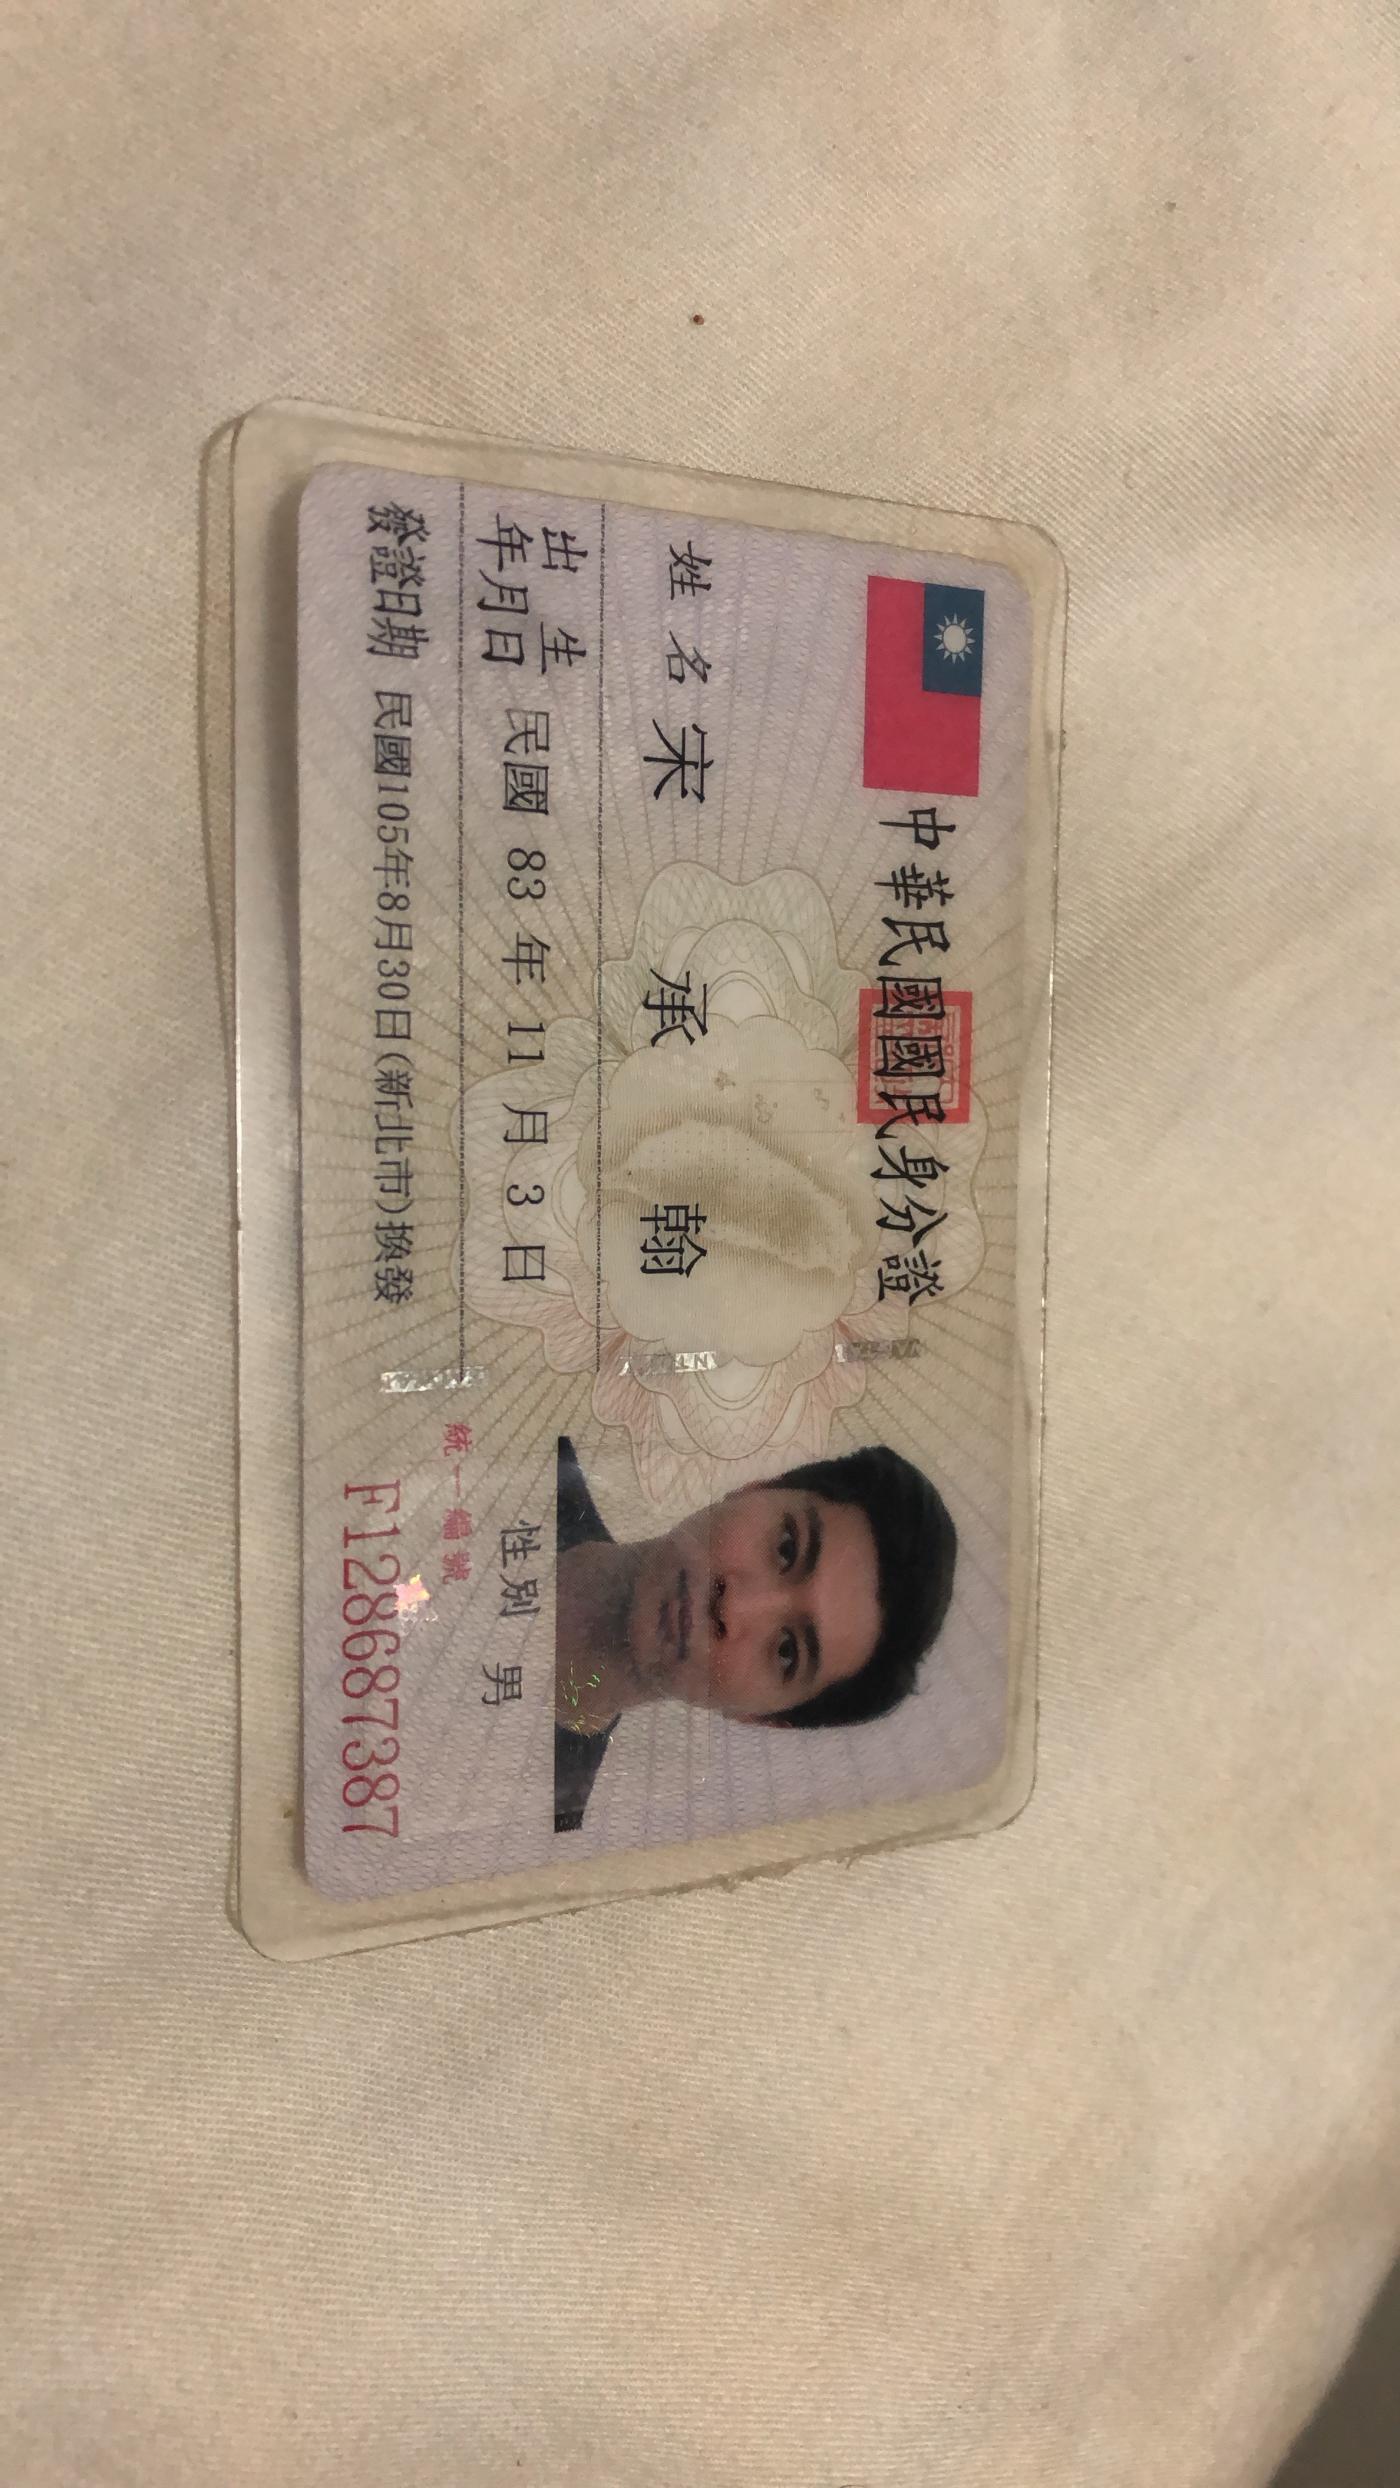 中華民國國民身分證
姓名 宋承翰
出生
年月日 民國 83 年 11 月 3 日
性別 男
發證日期 民國105年8月30日(新北市)換發
統一編號
F128687387